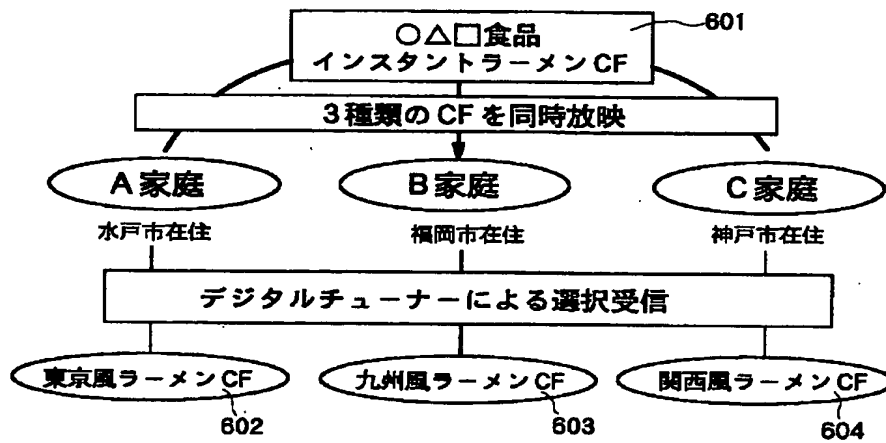 601
○△□食品
インスタントラーメンCF
3種類のCFを同時放映
A家庭
B家庭
C家庭
水戸市在住
福岡市在住
神戸市在住
デジタルチューナーによる選択受信
東京風ラーメンCF
九州風ラーメンCF
関西風ラーメンCF
602
603
604